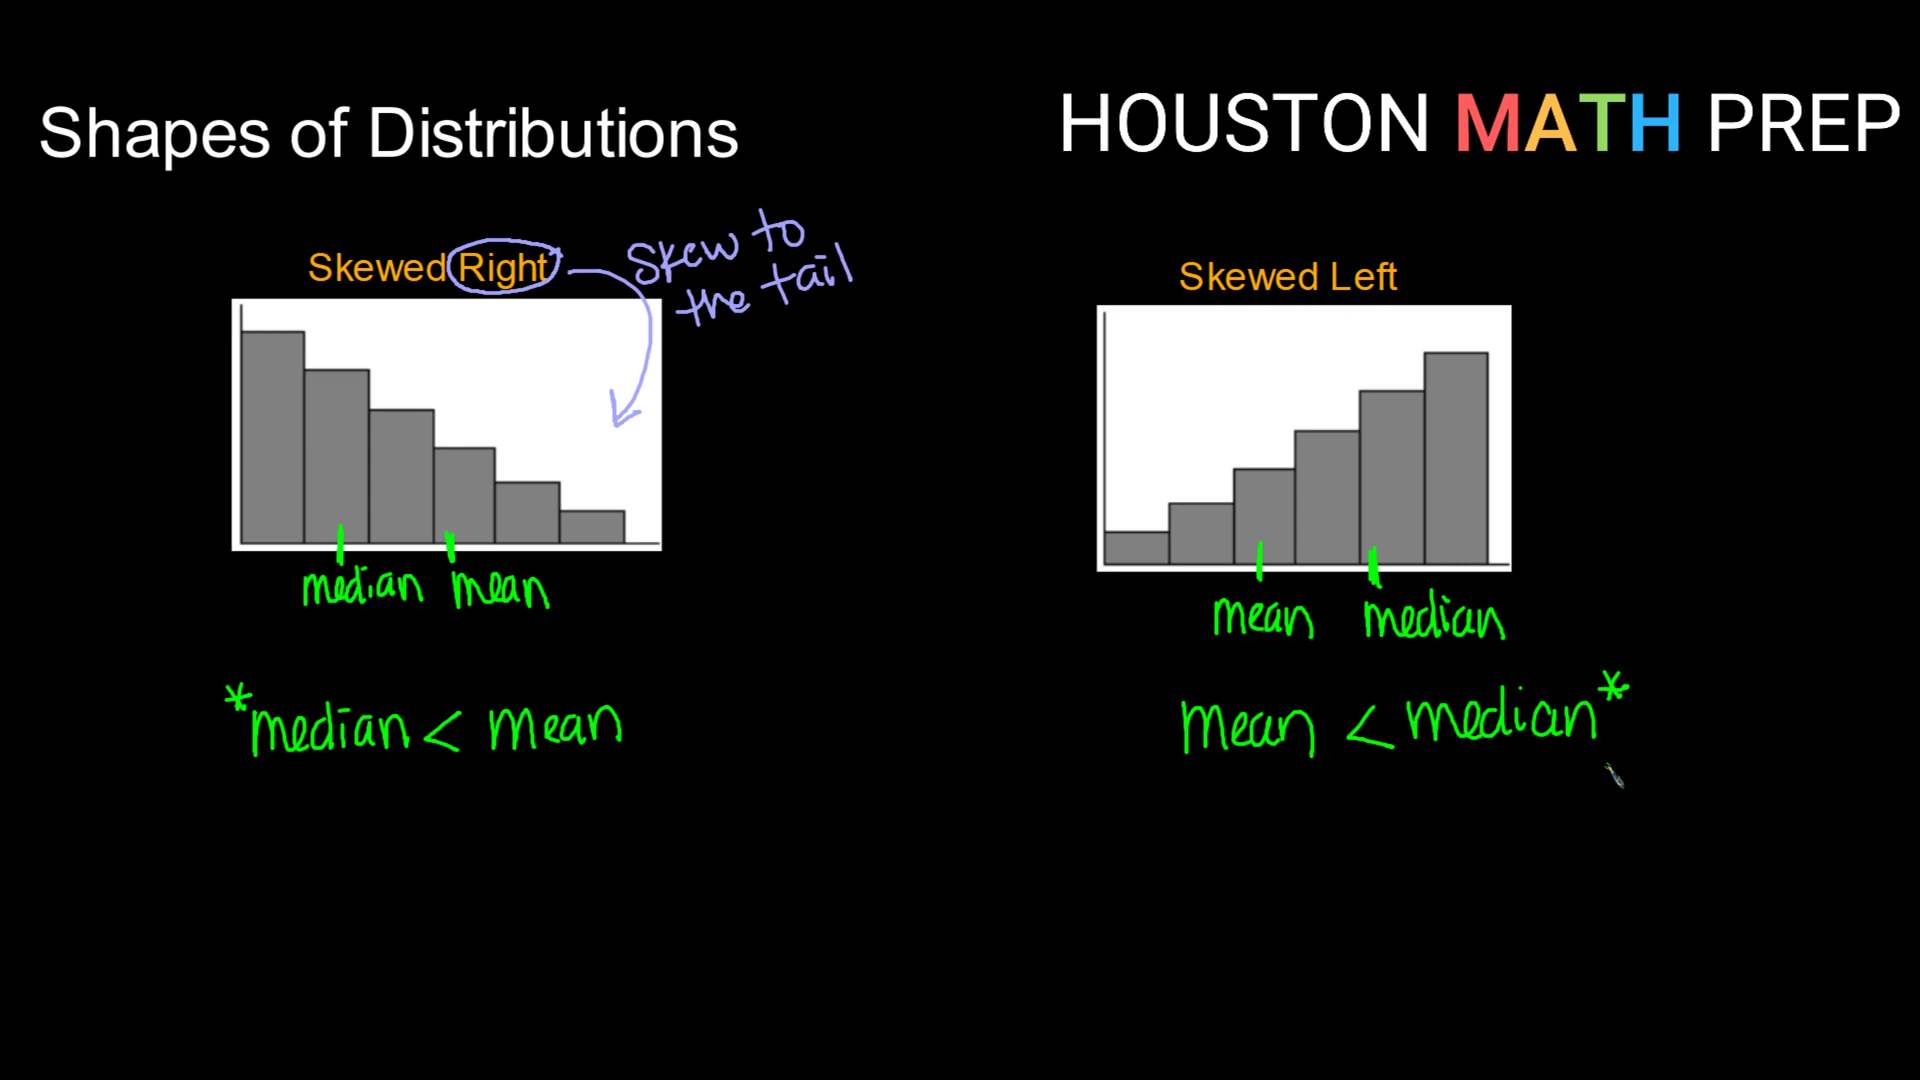 Shapes of Distributions
HOUSTON MATH PREP
Skewed Right
skew to
the tail
median mean
*median < mean
Skewed Left
mean median
mean < median*